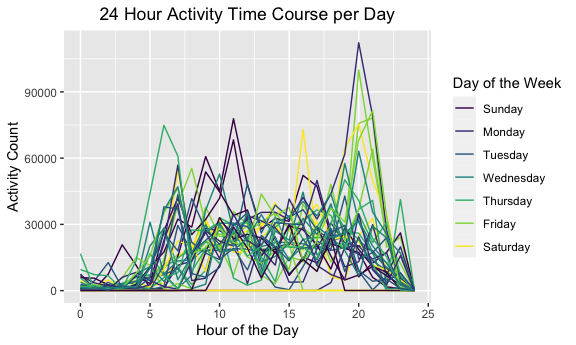 24 Hour Activity Time Course per Day
Activity Count
90000
60000
30000
0
0 5 10 15 20 25
Hour of the Day
Day of the Week
Sunday
Monday
Tuesday
Wednesday
Thursday
Friday
Saturday